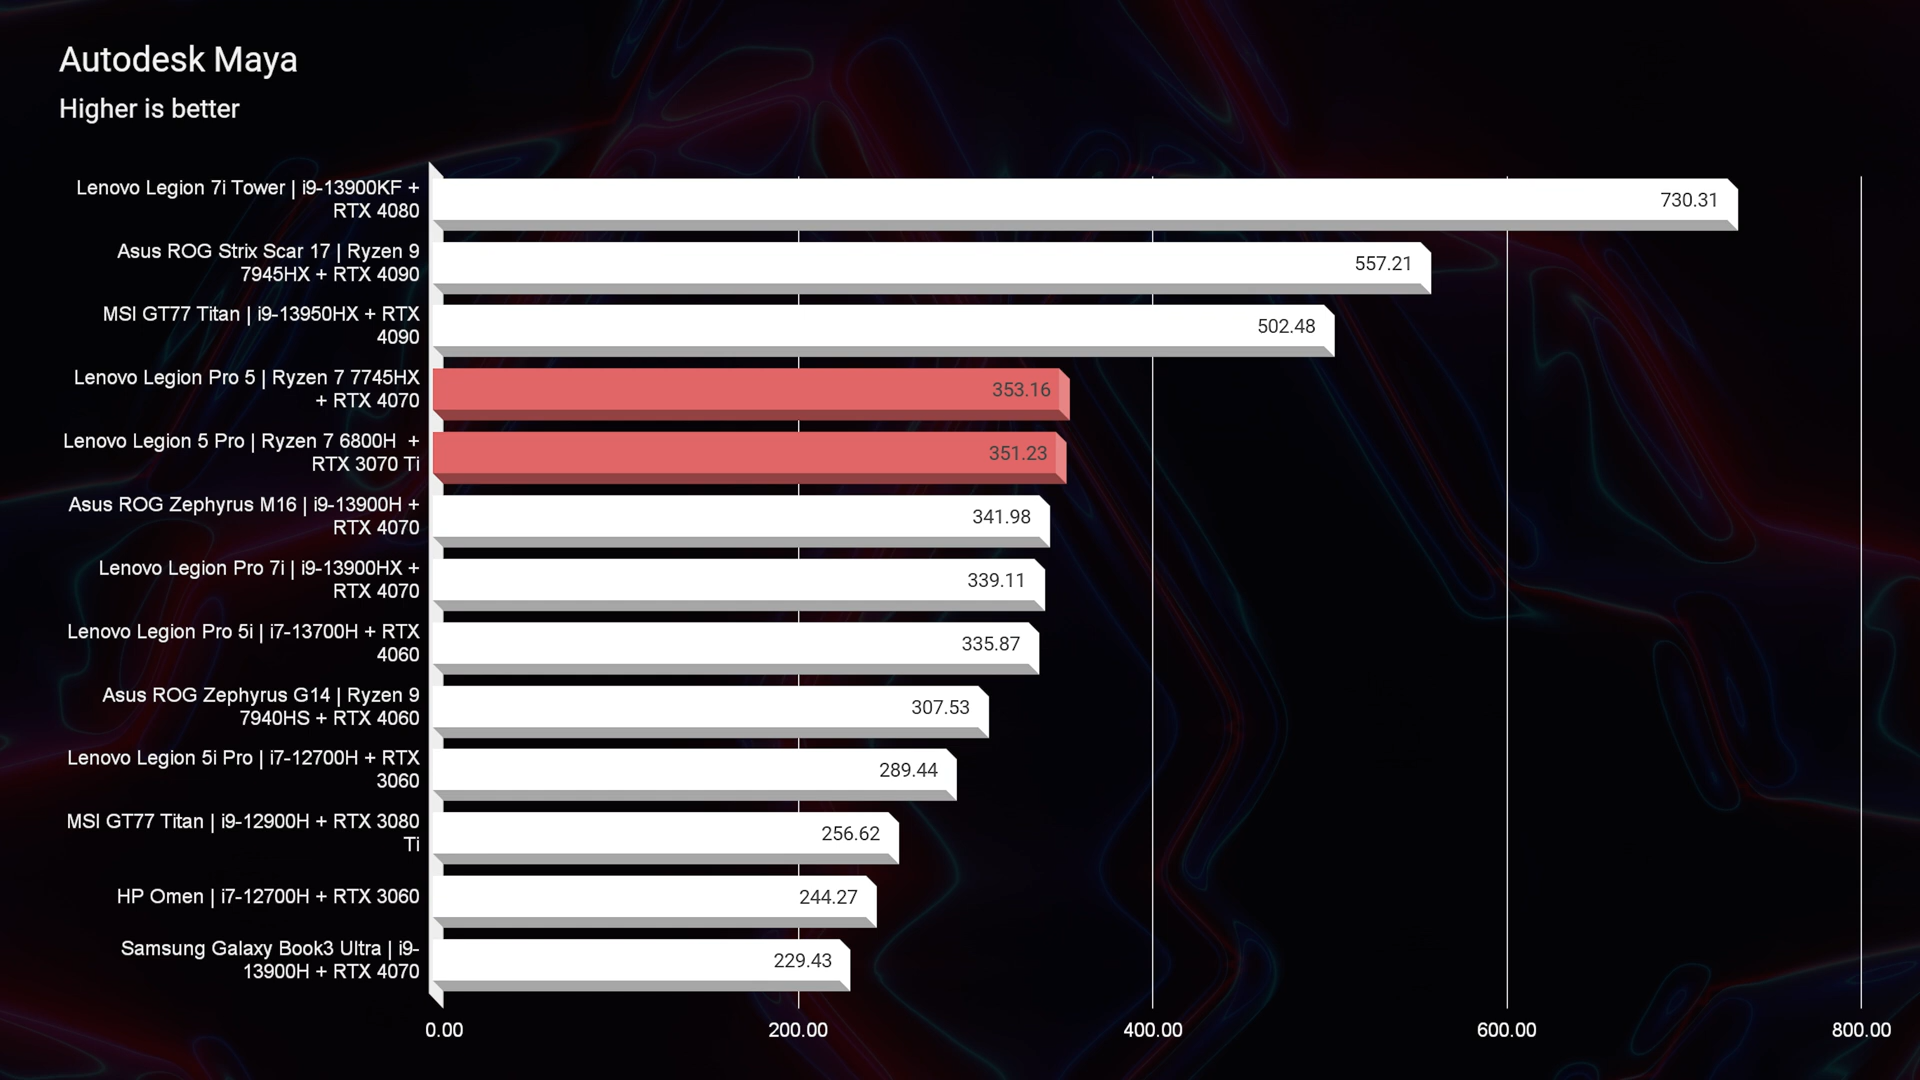 Autodesk Maya
Higher is better
Lenovo Legion 7i Tower | i9-13900KF +
RTX 4080
730.31
Asus ROG Strix Scar 17 | Ryzen 9
7945HX + RTX 4090
557.21
MSI GT77 Titan | i9-13950HX + RTX
4090
502.48
Lenovo Legion Pro 5 | Ryzen 7 7745HX
+ RTX 4070
353.16
Lenovo Legion 5 Pro | Ryzen 7 6800H  +
RTX 3070 Ti
351.23
Asus ROG Zephyrus M16 | i9-13900H +
RTX 4070
341.98
Lenovo Legion Pro 7i | i9-13900HX +
RTX 4070
339.11
Lenovo Legion Pro 5i | i7-13700H + RTX
4060
335.87
Asus ROG Zephyrus G14 | Ryzen 9
7940HS + RTX 4060
307.53
Lenovo Legion 5i Pro | i7-12700H + RTX
3060
289.44
MSI GT77 Titan | i9-12900H + RTX 3080
Ti
256.62
HP Omen | i7-12700H + RTX 3060
244.27
Samsung Galaxy Book3 Ultra | i9-
13900H + RTX 4070
229.43
0.00 200.00 400.00 600.00 800.00